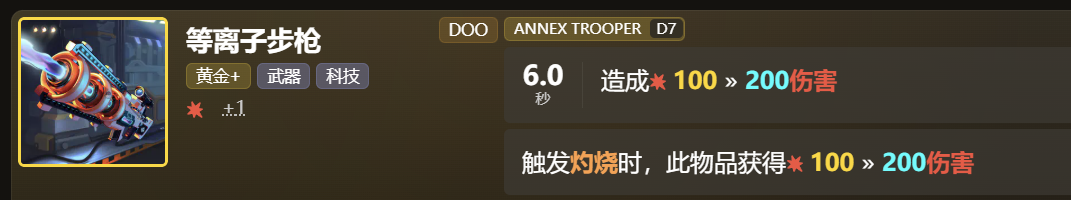 等离子步枪
黄金+ 武器 科技
+1
DOO
ANNEX TROOPER D7
6.0 秒
造成 100 » 200伤害
触发灼烧时，此物品获得 100 » 200伤害